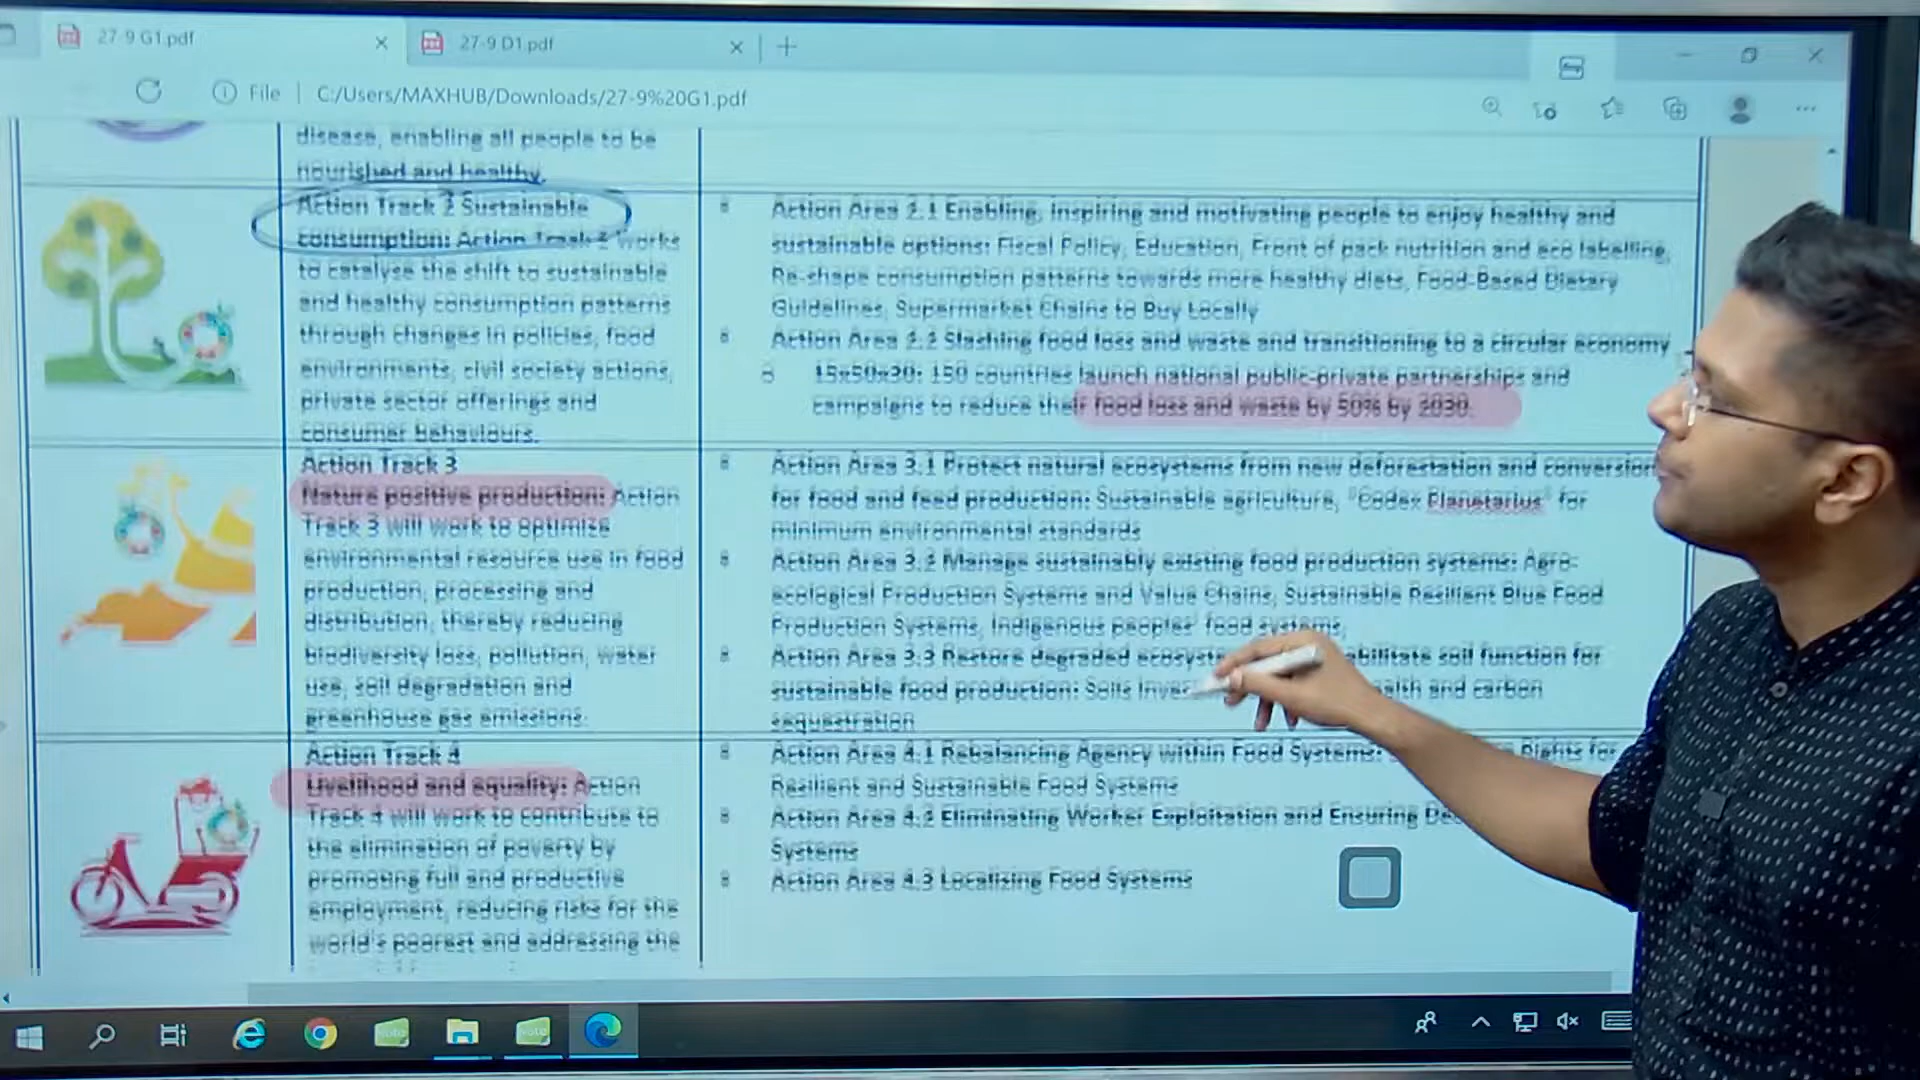 27-9 G1.pdf
27-9 D1.pdf
File
C:/Users/MAXHUB/Downloads/27-9%20G1.pdf
disease, enabling all people to be
nourished and healthy.
Action Track 2 Sustainable
consumption: Action Track 2 works
to catalyse the shift to sustainable
and healthy consumption patterns
through changes in policies, food
environments, civil society actions,
private sector offerings and
consumer behaviours.
Action Area 2.1 Enabling, inspiring and motivating people to enjoy healthy and
sustainable options: Fiscal Policy, Education, Front of pack nutrition and eco labelling,
Re-shape consumption patterns towards more healthy diets, Food-Based Dietary
Guidelines, Supermarket Chains to Buy Locally
Action Area 2.2 Slashing food loss and waste and transitioning to a circular economy
15x50x30: 150 countries launch national public-private partnerships and
campaigns to reduce their food loss and waste by 50% by 2030.
Action Track 3
Nature positive production: Action
Track 3 will work to optimize
environmental resource use in food
production, processing and
distribution, thereby reducing
biodiversity loss, pollution, water
use, soil degradation and
greenhouse gas emissions.
Action Area 3.1 Protect natural ecosystems from new deforestation and conversion
for food and feed production: Sustainable agriculture, "Codex Planetarius" for
minimum environmental standards
Action Area 3.2 Manage sustainably existing food production systems: Agro-
ecological Production Systems and Value Chains, Sustainable Resilient Blue Food
Production Systems, Indigenous peoples' food systems,
Action Area 3.3 Restore degraded ecosyst abilitate soil function for
sustainable food production: Soils Inves alth and carbon
sequestration
Action Track 4
Livelihood and equality: Action
Track 4 will work to contribute to
the elimination of poverty by
promoting full and productive
employment, reducing risks for the
world's poorest and addressing the
Action Area 4.1 Rebalancing Agency within Food Systems: Rights for
Resilient and Sustainable Food Systems
Action Area 4.2 Eliminating Worker Exploitation and Ensuring De
Systems
Action Area 4.3 Localizing Food Systems